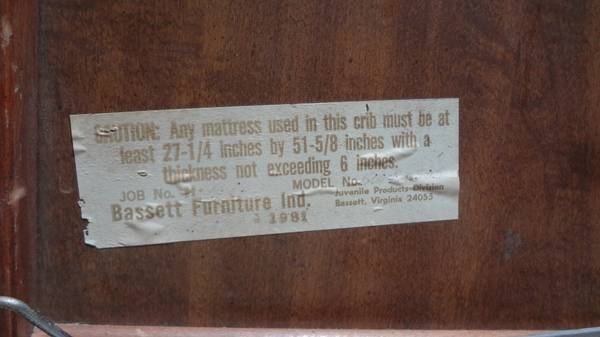 CAUTION: Any mattress used in this crib must be at
least 27-1/4 inches by 51-5/8 inches with a
thickness not exceeding 6 inches.
JOB No. MODEL No.
Juvenile Products Division
Bassett Furniture Ind. Bassett, Virginia 24055
1981